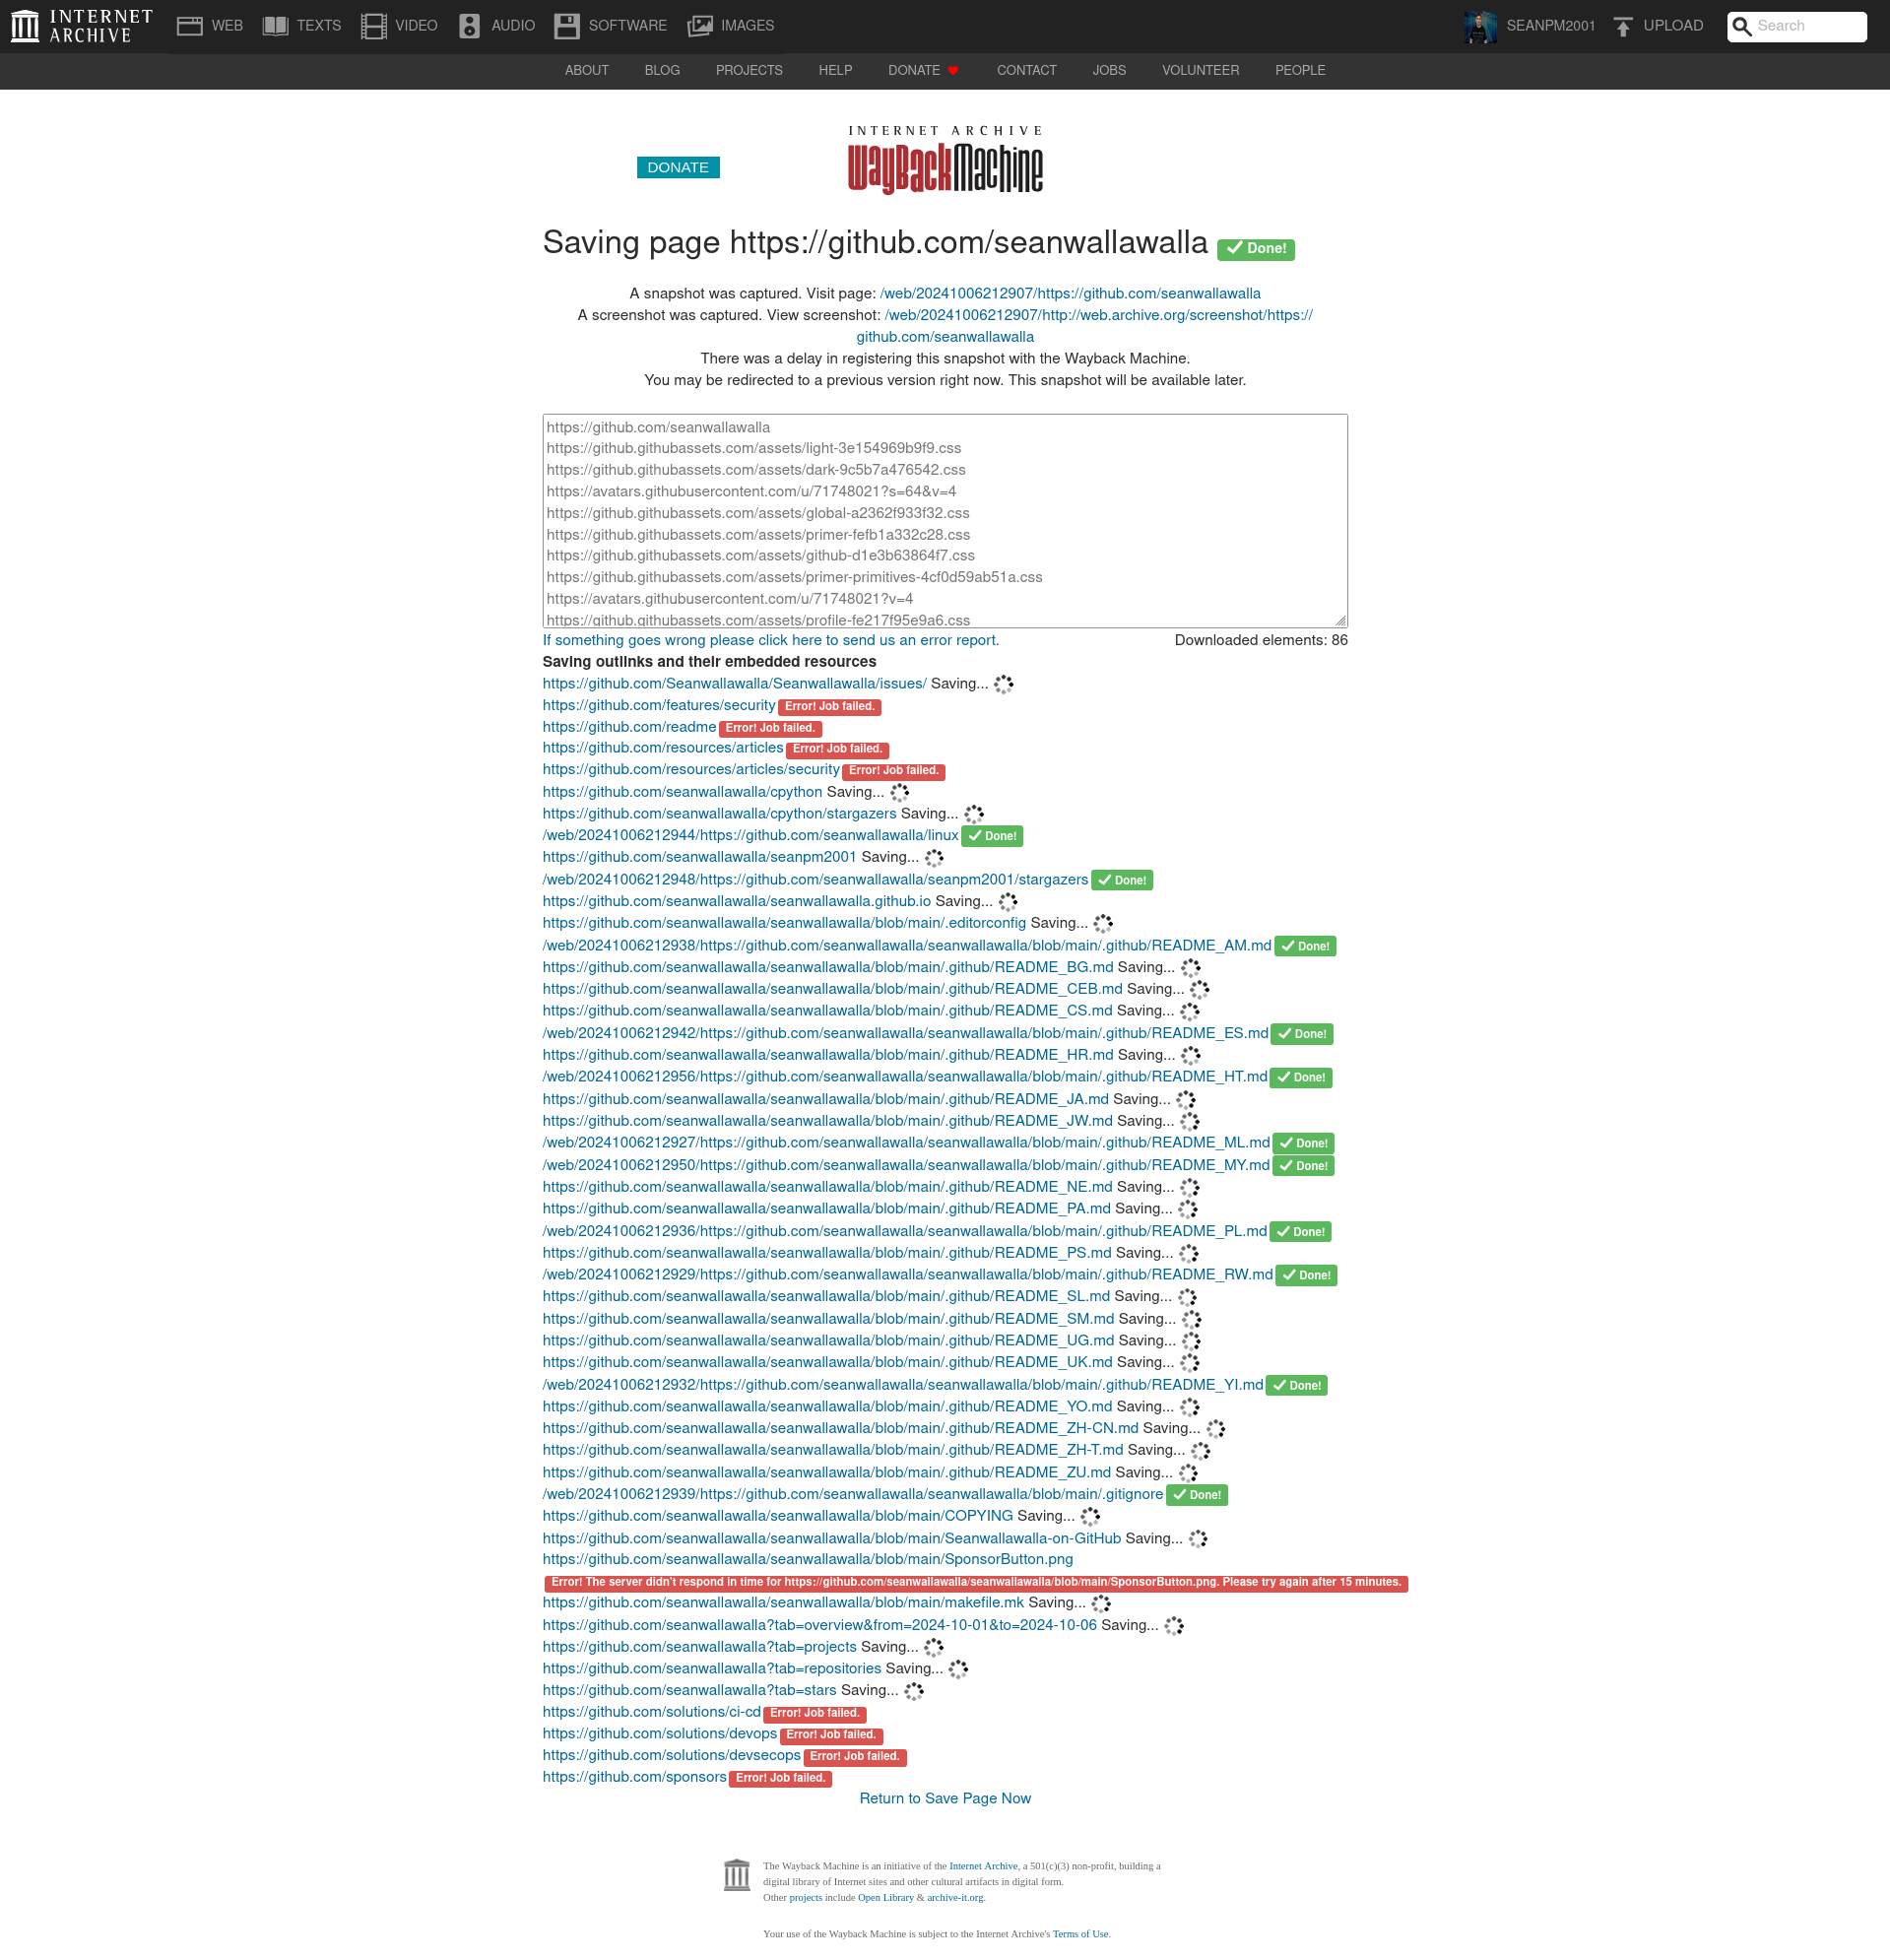 INTERNET
ARCHIVE
WEB TEXTS VIDEO AUDIO SOFTWARE IMAGES SEANPM2001 UPLOAD Search
ABOUT BLOG PROJECTS HELP DONATE CONTACT JOBS VOLUNTEER PEOPLE
INTERNET ARCHIVE
DONATE
WayBackMachine
Saving page https://github.com/seanwallawalla Done!
A snapshot was captured. Visit page: /web/20241006212907/https://github.com/seanwallawalla
A screenshot was captured. View screenshot: /web/20241006212907/http://web.archive.org/screenshot/https://
github.com/seanwallawalla
There was a delay in registering this snapshot with the Wayback Machine.
You may be redirected to a previous version right now. This snapshot will be available later.
https://github.com/seanwallawalla
https://github.githubassets.com/assets/light-3e154969b9f9.css
https://github.githubassets.com/assets/dark-9c5b7a476542.css
https://avatars.githubusercontent.com/u/71748021?s=64&v=4
https://github.githubassets.com/assets/global-a2362f933f32.css
https://github.githubassets.com/assets/primer-fefb1a332c28.css
https://github.githubassets.com/assets/github-d1e3b63864f7.css
https://github.githubassets.com/assets/primer-primitives-4cf0d59ab51a.css
https://avatars.githubusercontent.com/u/71748021?v=4
https://github.githubassets.com/assets/profile-fe217f95e9a6.css
If something goes wrong please click here to send us an error report. Downloaded elements: 86
Saving outlinks and their embedded resources
https://github.com/Seanwallawalla/Seanwallawalla/issues/ Saving...
https://github.com/features/security Error! Job failed.
https://github.com/readme Error! Job failed.
https://github.com/resources/articles Error! Job failed.
https://github.com/resources/articles/security Error! Job failed.
https://github.com/seanwallawalla/cpython Saving...
https://github.com/seanwallawalla/cpython/stargazers Saving...
/web/20241006212944/https://github.com/seanwallawalla/linux Done!
https://github.com/seanwallawalla/seanpm2001 Saving...
/web/20241006212948/https://github.com/seanwallawalla/seanpm2001/stargazers Done!
https://github.com/seanwallawalla/seanwallawalla.github.io Saving...
https://github.com/seanwallawalla/seanwallawalla/blob/main/.editorconfig Saving...
/web/20241006212938/https://github.com/seanwallawalla/seanwallawalla/blob/main/.github/README_AM.md Done!
https://github.com/seanwallawalla/seanwallawalla/blob/main/.github/README_BG.md Saving...
https://github.com/seanwallawalla/seanwallawalla/blob/main/.github/README_CEB.md Saving...
https://github.com/seanwallawalla/seanwallawalla/blob/main/.github/README_CS.md Saving...
/web/20241006212942/https://github.com/seanwallawalla/seanwallawalla/blob/main/.github/README_ES.md Done!
https://github.com/seanwallawalla/seanwallawalla/blob/main/.github/README_HR.md Saving...
/web/20241006212956/https://github.com/seanwallawalla/seanwallawalla/blob/main/.github/README_HT.md Done!
https://github.com/seanwallawalla/seanwallawalla/blob/main/.github/README_JA.md Saving...
https://github.com/seanwallawalla/seanwallawalla/blob/main/.github/README_JW.md Saving...
/web/20241006212927/https://github.com/seanwallawalla/seanwallawalla/blob/main/.github/README_ML.md Done!
/web/20241006212950/https://github.com/seanwallawalla/seanwallawalla/blob/main/.github/README_MY.md Done!
https://github.com/seanwallawalla/seanwallawalla/blob/main/.github/README_NE.md Saving...
https://github.com/seanwallawalla/seanwallawalla/blob/main/.github/README_PA.md Saving...
/web/20241006212936/https://github.com/seanwallawalla/seanwallawalla/blob/main/.github/README_PL.md Done!
https://github.com/seanwallawalla/seanwallawalla/blob/main/.github/README_PS.md Saving...
/web/20241006212929/https://github.com/seanwallawalla/seanwallawalla/blob/main/.github/README_RW.md Done!
https://github.com/seanwallawalla/seanwallawalla/blob/main/.github/README_SL.md Saving...
https://github.com/seanwallawalla/seanwallawalla/blob/main/.github/README_SM.md Saving...
https://github.com/seanwallawalla/seanwallawalla/blob/main/.github/README_UG.md Saving...
https://github.com/seanwallawalla/seanwallawalla/blob/main/.github/README_UK.md Saving...
/web/20241006212932/https://github.com/seanwallawalla/seanwallawalla/blob/main/.github/README_YI.md Done!
https://github.com/seanwallawalla/seanwallawalla/blob/main/.github/README_YO.md Saving...
https://github.com/seanwallawalla/seanwallawalla/blob/main/.github/README_ZH-CN.md Saving...
https://github.com/seanwallawalla/seanwallawalla/blob/main/.github/README_ZH-T.md Saving...
https://github.com/seanwallawalla/seanwallawalla/blob/main/.github/README_ZU.md Saving...
/web/20241006212939/https://github.com/seanwallawalla/seanwallawalla/blob/main/.gitignore Done!
https://github.com/seanwallawalla/seanwallawalla/blob/main/COPYING Saving...
https://github.com/seanwallawalla/seanwallawalla/blob/main/Seanwallawalla-on-GitHub Saving...
https://github.com/seanwallawalla/seanwallawalla/blob/main/SponsorButton.png
Error! The server didn't respond in time for https://github.com/seanwallawalla/seanwallawalla/blob/main/SponsorButton.png. Please try again after 15 minutes.
https://github.com/seanwallawalla/seanwallawalla/blob/main/makefile.mk Saving...
https://github.com/seanwallawalla?tab=overview&from=2024-10-01&to=2024-10-06 Saving...
https://github.com/seanwallawalla?tab=projects Saving...
https://github.com/seanwallawalla?tab=repositories Saving...
https://github.com/seanwallawalla?tab=stars Saving...
https://github.com/solutions/ci-cd Error! Job failed.
https://github.com/solutions/devops Error! Job failed.
https://github.com/solutions/devsecops Error! Job failed.
https://github.com/sponsors Error! Job failed.
Return to Save Page Now
The Wayback Machine is an initiative of the Internet Archive, a 501(c)(3) non-profit, building a
digital library of Internet sites and other cultural artifacts in digital form.
Other projects include Open Library & archive-it.org.
Your use of the Wayback Machine is subject to the Internet Archive's Terms of Use.